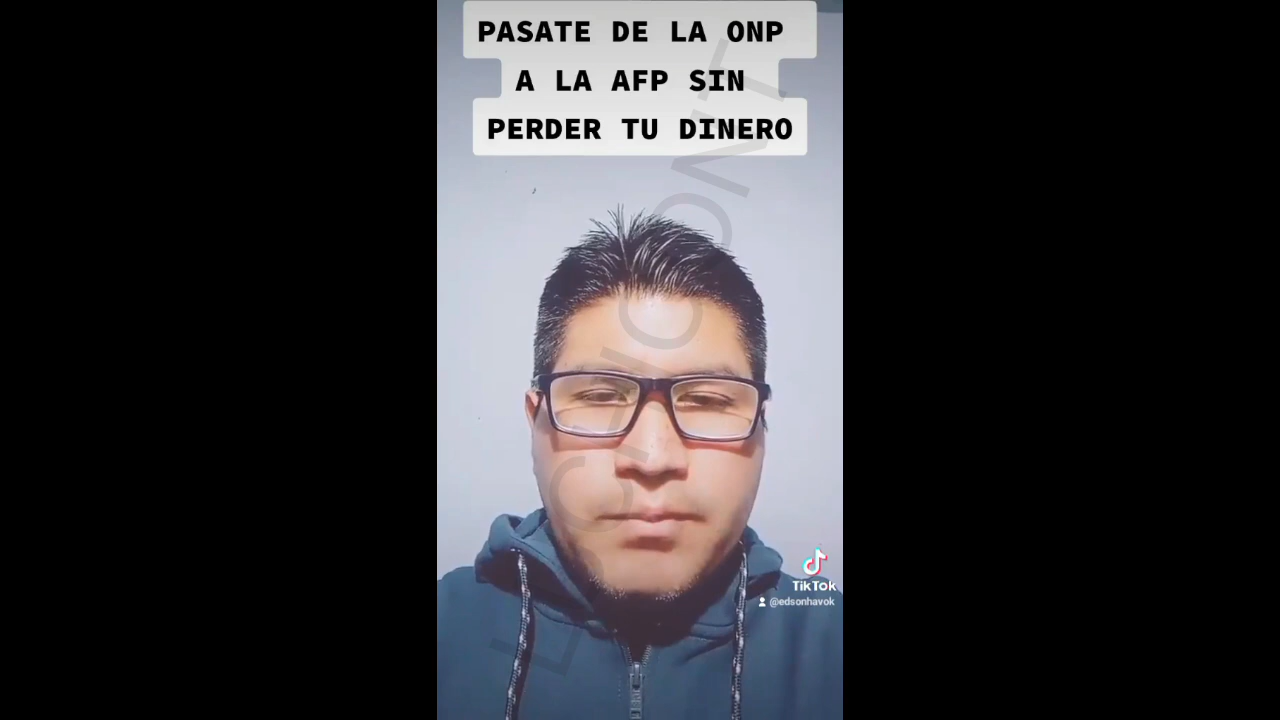 PASATE DE LA ONP
A LA AFP SIN
PERDER TU DINERO
TikTok
@edsonhavok